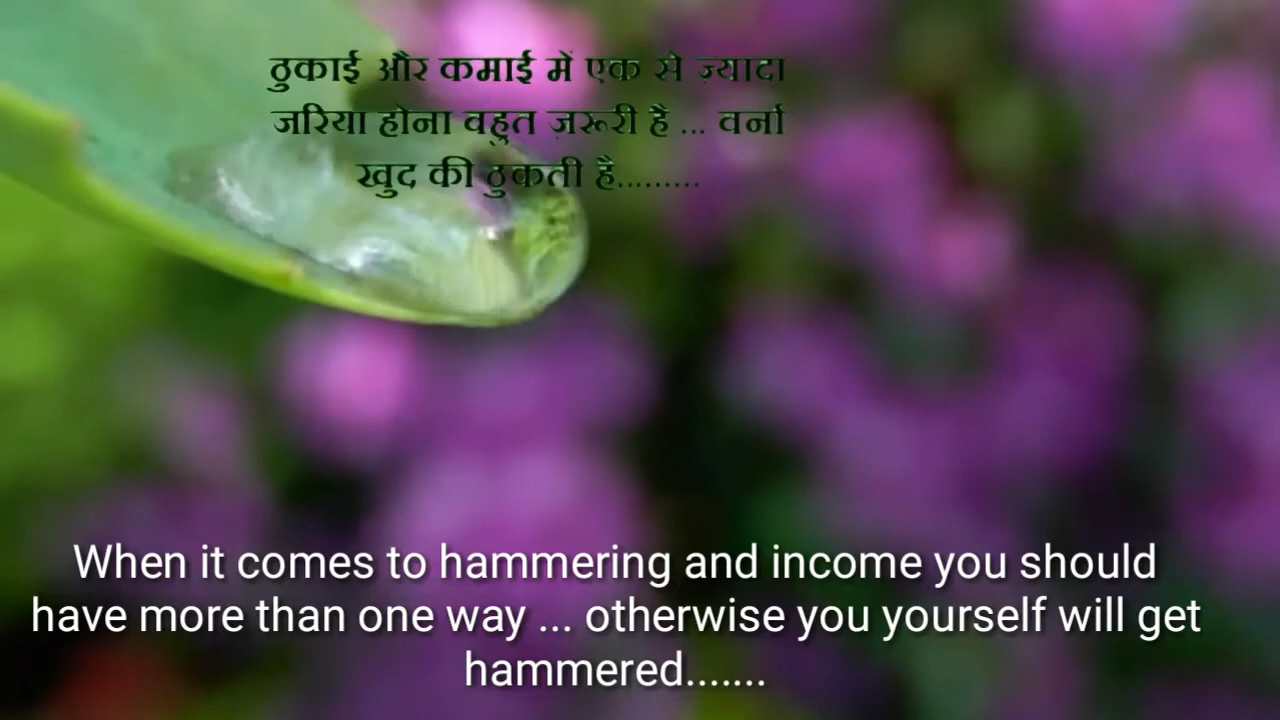 ठुकाई और कमाई में एक से ज़्यादा
जरिया होना वहुत ज़रूरी है ... वर्ना
खुद की ठुकती है.........
When it comes to hammering and income you should
have more than one way ... otherwise you yourself will get
hammered.......